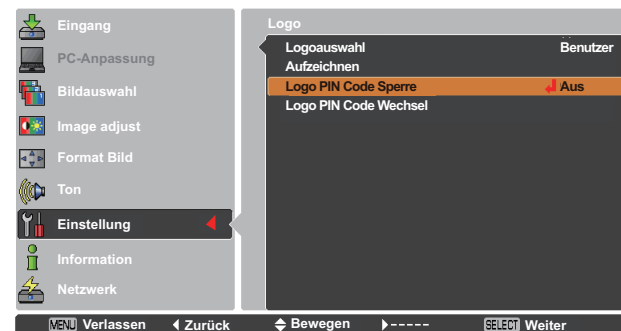 Eingang
PC-Anpassung
Bildauswahl
Image adjust
Format Bild
Ton
Einstellung
Information
Netzwerk
Logo
Logoauswahl Benutzer
Aufzeichnen
Logo PIN Code Sperre Aus
Logo PIN Code Wechsel
MENU Verlassen Zurück Bewegen ----- SELECT Weiter